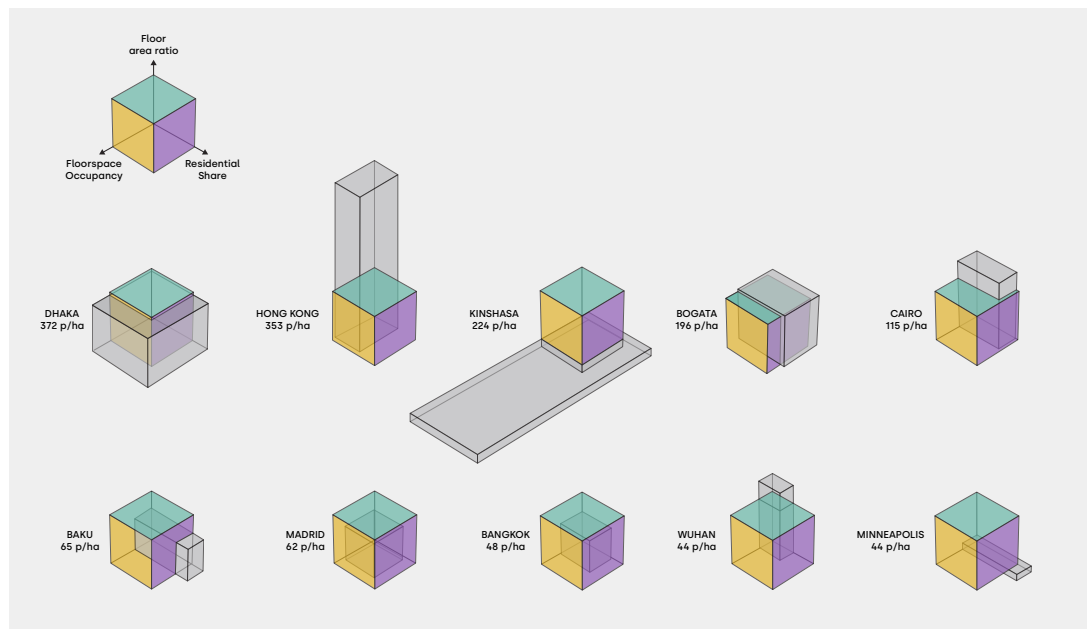 Floor
area ratio
Floorspace
Occupancy
Residential
Share
DHAKA
372 p/ha
HONG KONG
353 p/ha
KINSHASA
224 p/ha
BOGATA
196 p/ha
CAIRO
115 p/ha
BAKU
65 p/ha
MADRID
62 p/ha
BANGKOK
48 p/ha
WUHAN
44 p/ha
MINNEAPOLIS
44 p/ha